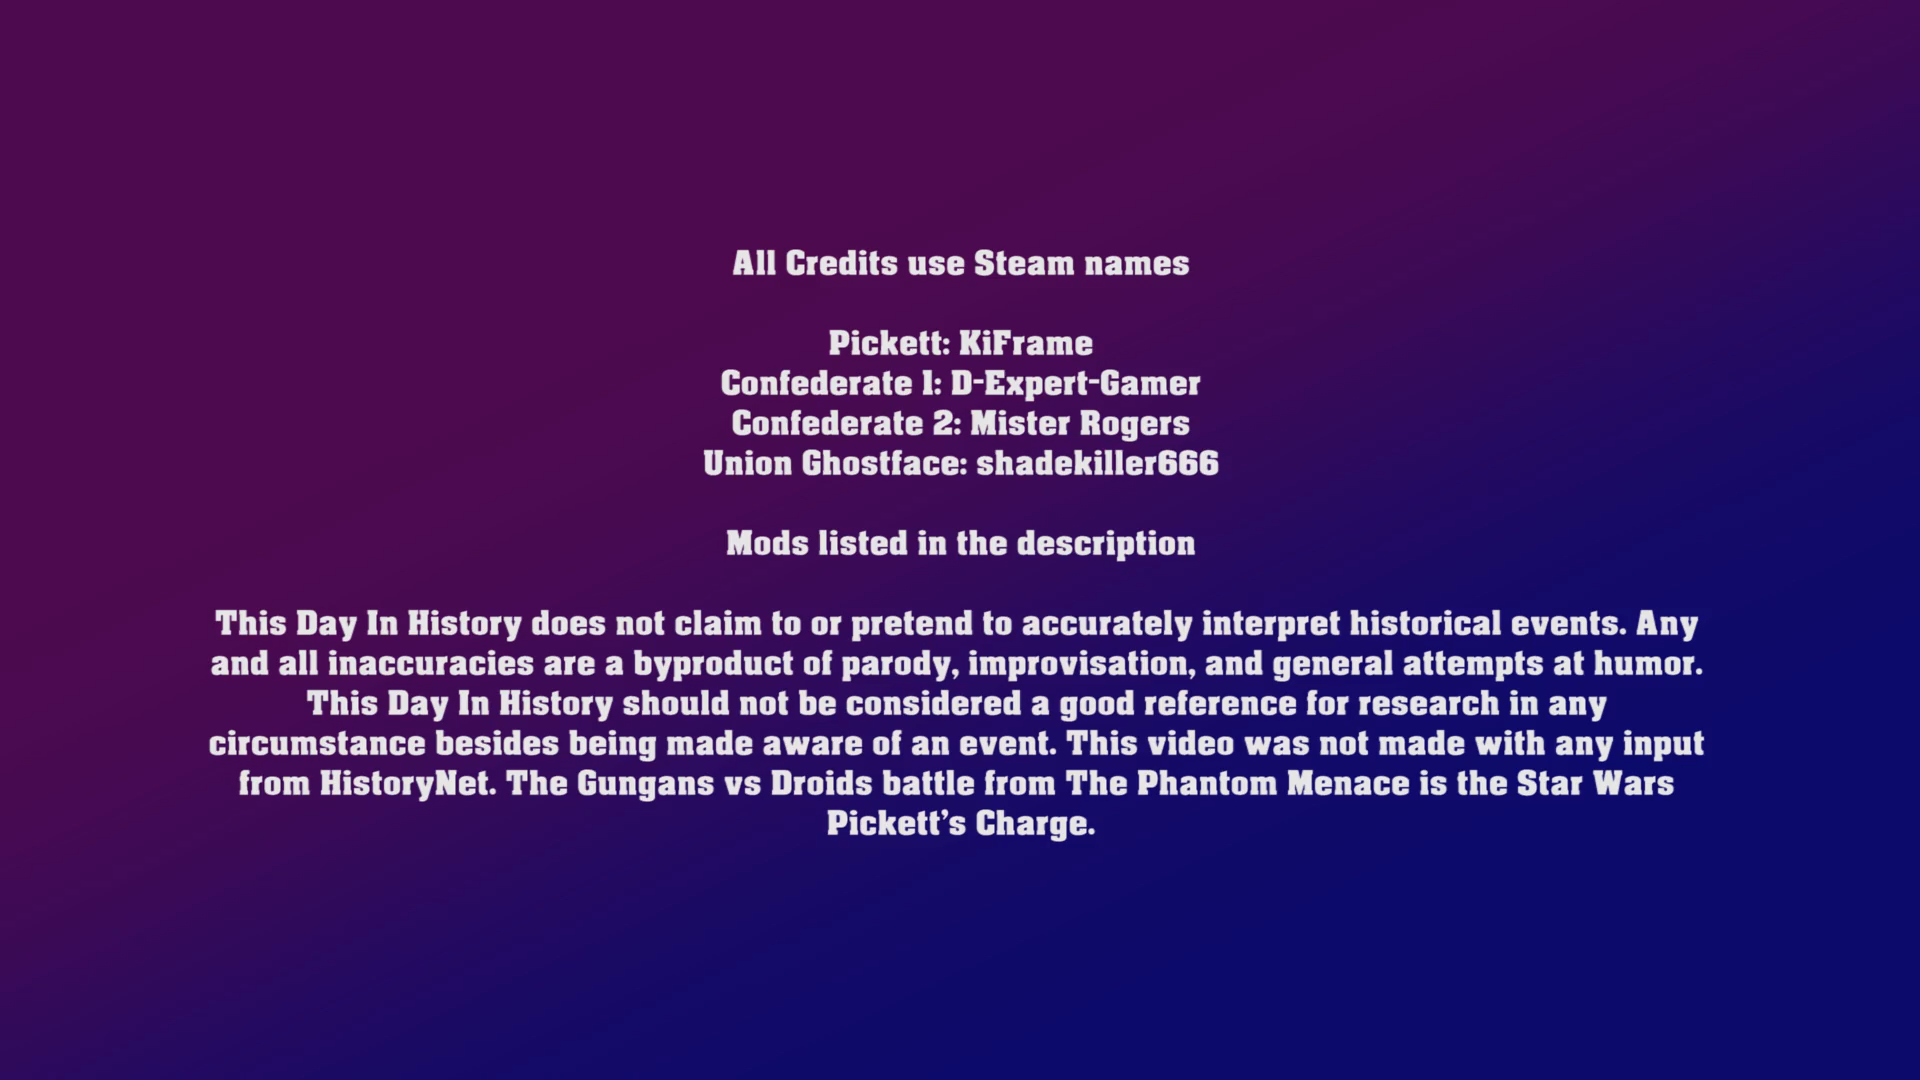 All Credits use Steam names
Pickett: KiFrame
Confederate 1: D-Expert-Gamer
Confederate 2: Mister Rogers
Union Ghostface: shadekiller666
Mods listed in the description
This Day In History does not claim to or pretend to accurately interpret historical events. Any
and all inaccuracies are a byproduct of parody, improvisation, and general attempts at humor.
This Day In History should not be considered a good reference for research in any
circumstance besides being made aware of an event. This video was not made with any input
from HistoryNet. The Gungans vs Droids battle from The Phantom Menace is the Star Wars
Pickett’s Charge.